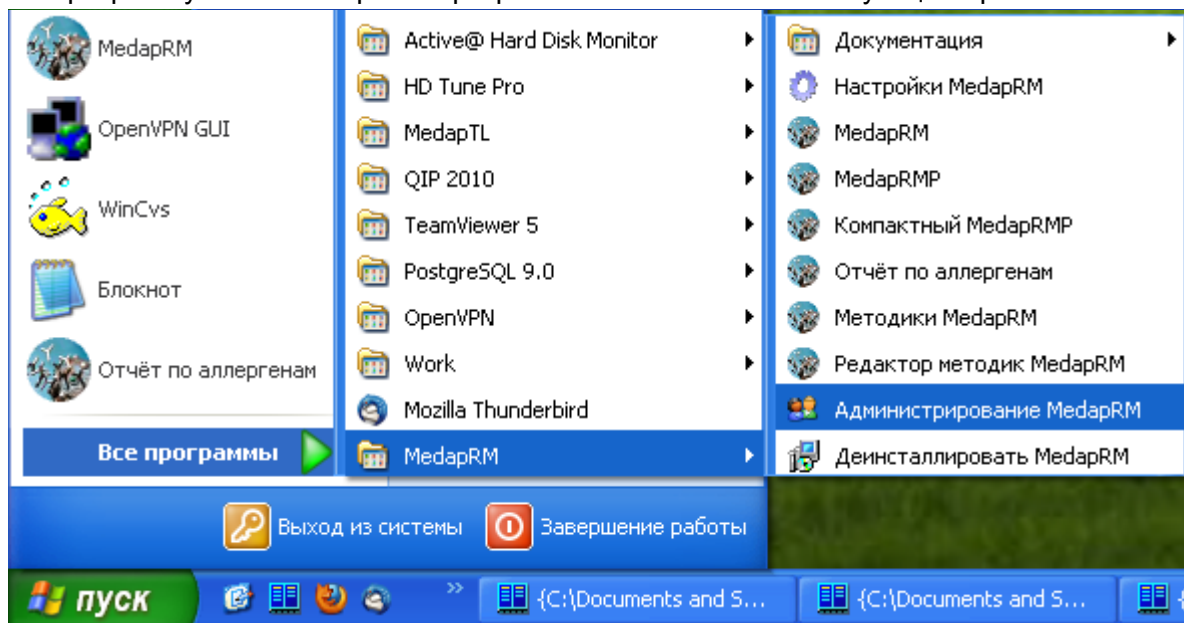 MedapRM
OpenVPN GUI
WinCvs
Блокнот
Отчёт по аллергенам
Все программы
Active@ Hard Disk Monitor
HD Tune Pro
MedapTL
QIP 2010
TeamViewer 5
PostgreSQL 9.0
OpenVPN
Work
Mozilla Thunderbird
MedapRM
Документация
Настройки MedapRM
MedapRM
MedapRMP
Компактный MedapRMP
Отчёт по аллергенам
Методики MedapRM
Редактор методик MedapRM
Администрирование MedapRM
Деинсталлировать MedapRM
Выход из системы
Завершение работы
пуск
{C:\Documents and S...
{C:\Documents and S...